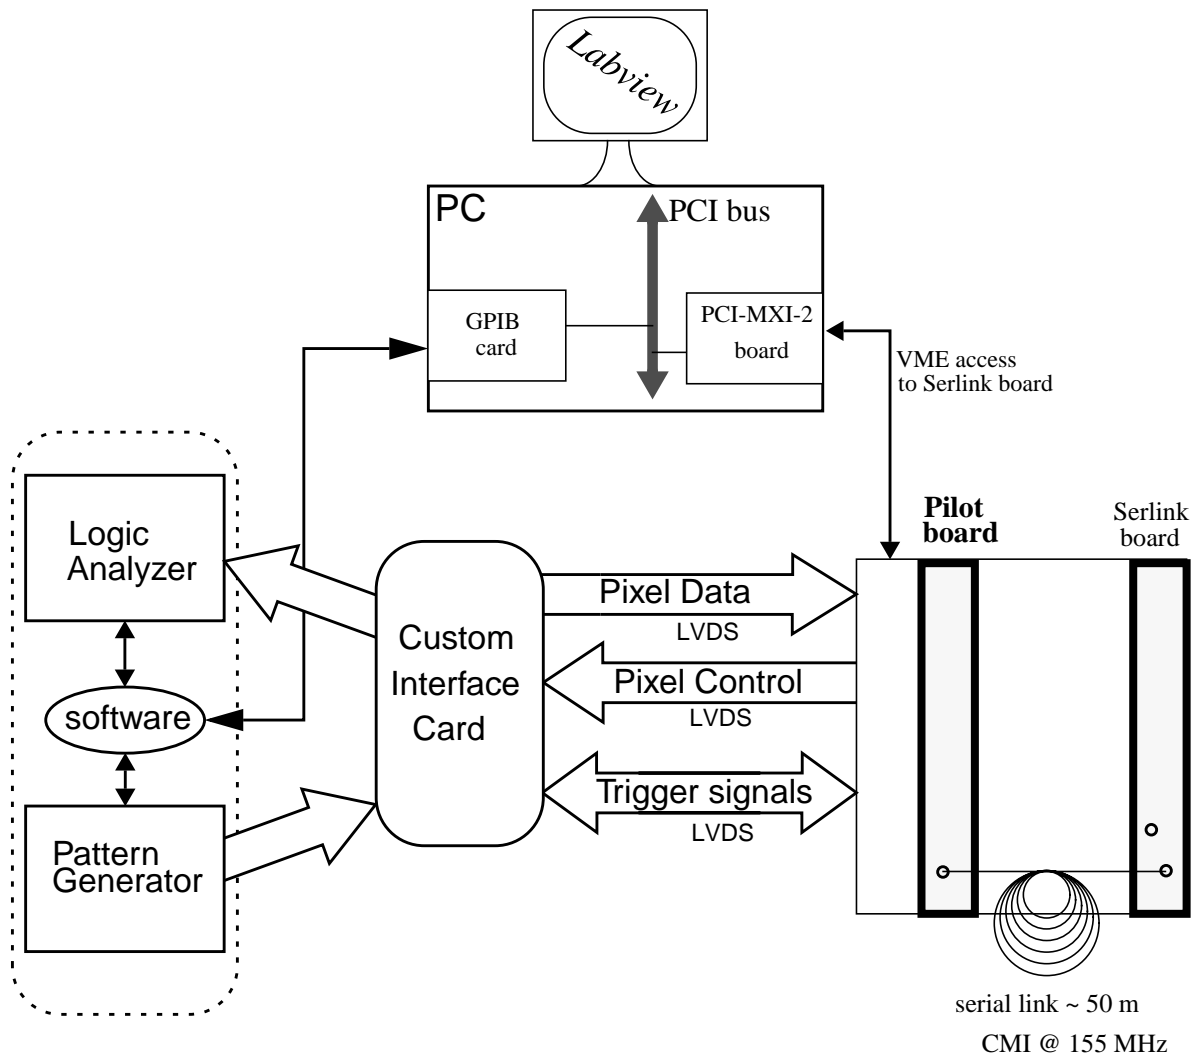 Labview
PC
PCI bus
GPIB
card
PCI-MXI-2
board
VME access
to Serlink board
Logic
Analyzer
software
Pattern
Generator
Custom
Interface
Card
Pixel Data
LVDS
Pixel Control
LVDS
Trigger signals
LVDS
Pilot
board
Serlink
board
serial link ~ 50 m
CMI @ 155 MHz